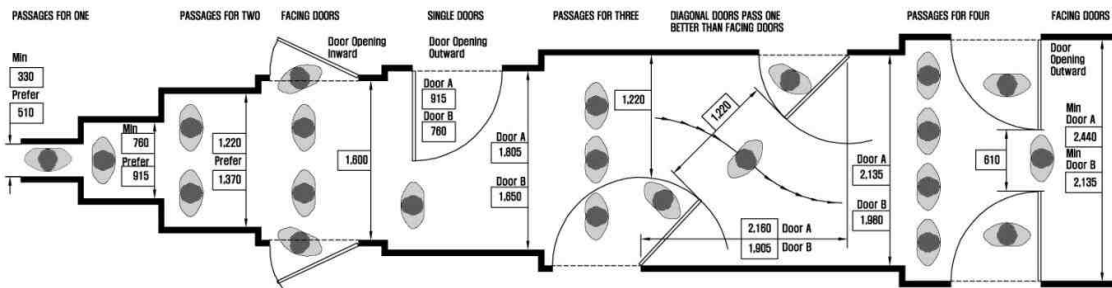 PASSAGES FOR ONE
PASSAGES FOR TWO
FACING DOORS
SINGLE DOORS
PASSAGES FOR THREE
DIAGONAL DOORS PASS ONE
BETTER THAN FACING DOORS
PASSAGES FOR FOUR
FACING DOORS
Min
330
Prefer
510
Min
760
Prefer
915
1,220
Prefer
1,370
Door Opening
Inward
1,600
Door Opening
Outward
Door A
915
Door B
760
Door A
1,805
Door B
1,650
1,220
1,220
2,160 Door A
1,905 Door B
Door A
2,135
Door B
1,980
610
Door
Opening
Outward
Min
Door A
2,440
Min
Door B
2,135